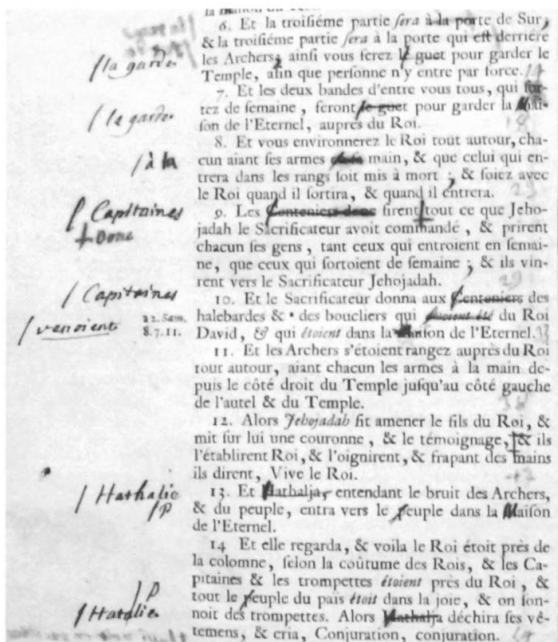 6. Et la troiſiéme partie ſera à la porte de Sur,
& la troiſiéme partie ſera à la porte qui eſt derriére
les Archers, ainſi vous ferez le guet pour garder le
Temple, afin que perſonne n'y entre par force.
la garde
7. Et les deux bandes d'entre vous tous, qui ſor-
tez de ſemaine, feront le guet pour garder la Mai-
ſon de l'Eternel, auprès du Roi.
la garde
8. Et vous environnerez le Roi tout autour, cha-
cun aiant ſes armes main, & que celui qui en-
à la
trera dans les rangs ſoit mis à mort ; & ſoiez avec
le Roi quand il ſortira, & quand il entrera.
9. Les Centeniers donc firent tout ce que Jeho-
Capitaines
Donc
jadah le Sacrificateur avoit commandé, & prirent
chacun ſes gens, tant ceux qui entroient en ſemai-
ne, que ceux qui ſortoient de ſemaine ; & ils vin-
rent vers le Sacrificateur Jehojadah.
10. Et le Sacrificateur donna aux Centeniers des
Capitaines
halebardes & * des boucliers qui avoient été du Roi
venoient
22. Sam.
8. 7. 11.
David, & qui étoient dans la Maiſon de l'Eternel.
11. Et les Archers s'étoient rangez auprès du Roi
tout autour, aiant chacun les armes à la main de-
puis le côté droit du Temple juſqu'au côté gauche
de l'autel & du Temple.
12. Alors Jehojadah fit amener le fils du Roi, &
mit ſur lui une couronne, & le témoignage, & ils
l'établirent Roi, & l'oignirent, & frapant des mains
ils dirent, Vive le Roi.
13. Et Hathalja, entendant le bruit des Archers,
Hathalie
p
& du peuple, entra vers le peuple dans la Maiſon
de l'Eternel.
14 Et elle regarda, & voila le Roi étoit près de
la colomne, ſelon la coûtume des Rois, & les Ca-
pitaines & les trompettes étoient près du Roi, &
tout le peuple du païs étoit dans la joie, & on ſon-
p
noit des trompettes. Alors Hathalja déchira ſes vê-
Hatalie
temens, & cria, Conjuration, conjuration.